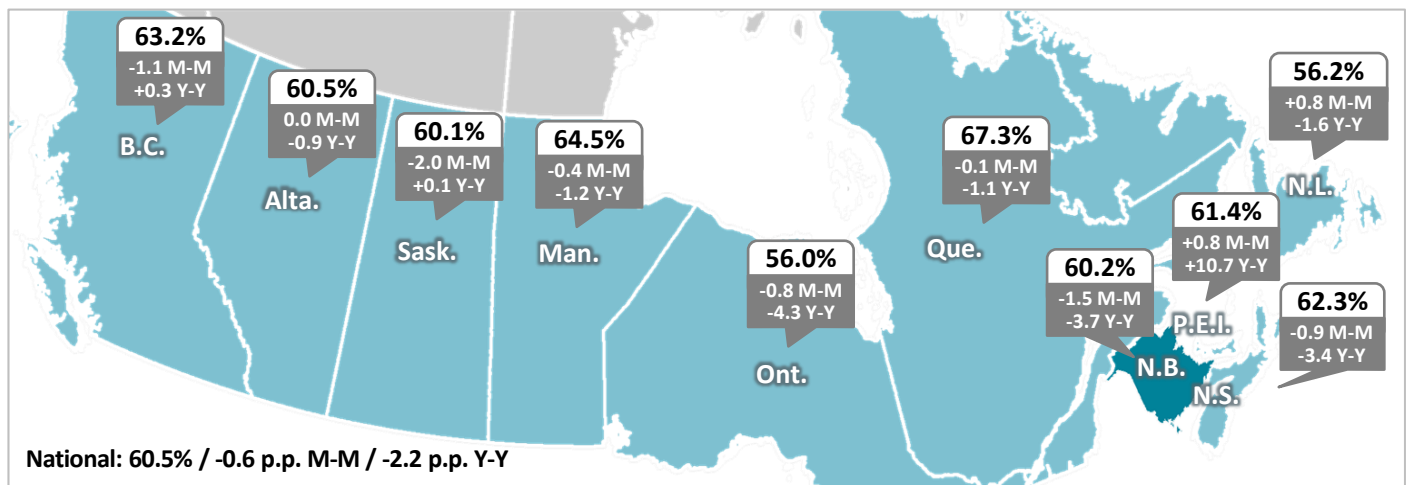 63.2%
-1.1 M-M
+0.3 Y-Y
B.C.
60.5%
0.0 M-M
-0.9 Y-Y
Alta.
60.1%
-2.0 M-M
+0.1 Y-Y
Sask.
64.5%
-0.4 M-M
-1.2 Y-Y
Man.
56.0%
-0.8 M-M
-4.3 Y-Y
Ont.
67.3%
-0.1 M-M
-1.1 Y-Y
Que.
60.2%
-1.5 M-M
-3.7 Y-Y
N.B.
61.4%
+0.8 M-M
+10.7 Y-Y
P.E.I.
62.3%
-0.9 M-M
-3.4 Y-Y
N.S.
56.2%
+0.8 M-M
-1.6 Y-Y
N.L.
National: 60.5% / -0.6 p.p. M-M / -2.2 p.p. Y-Y